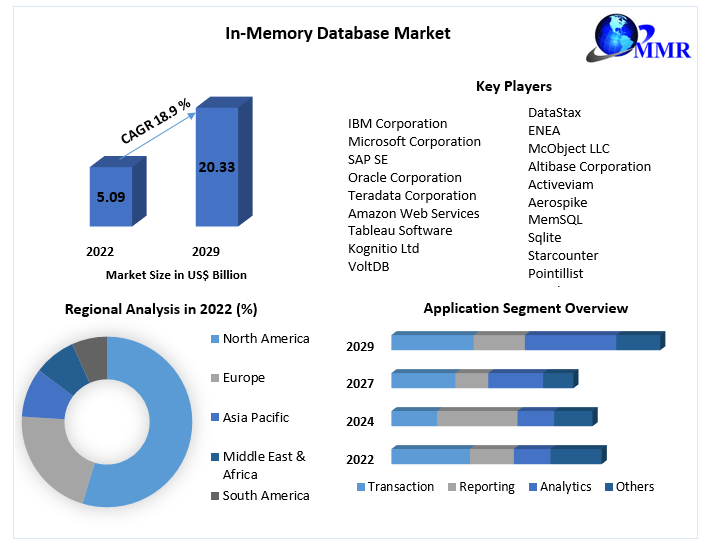 In-Memory Database Market
MMR
CAGR 18.9 %
5.09
20.33
2022
2029
Market Size in US$ Billion
Key Players
IBM Corporation
Microsoft Corporation
SAP SE
Oracle Corporation
Teradata Corporation
Amazon Web Services
Tableau Software
Kognitio Ltd
VoltDB
DataStax
ENEA
McObject LLC
Altibase Corporation
Activeviam
Aerospike
MemSQL
Sqlite
Starcounter
Pointillist
Regional Analysis in 2022 (%)
North America
Europe
Asia Pacific
Middle East &
Africa
South America
Application Segment Overview
2029
2027
2024
2022
Transaction
Reporting
Analytics
Others